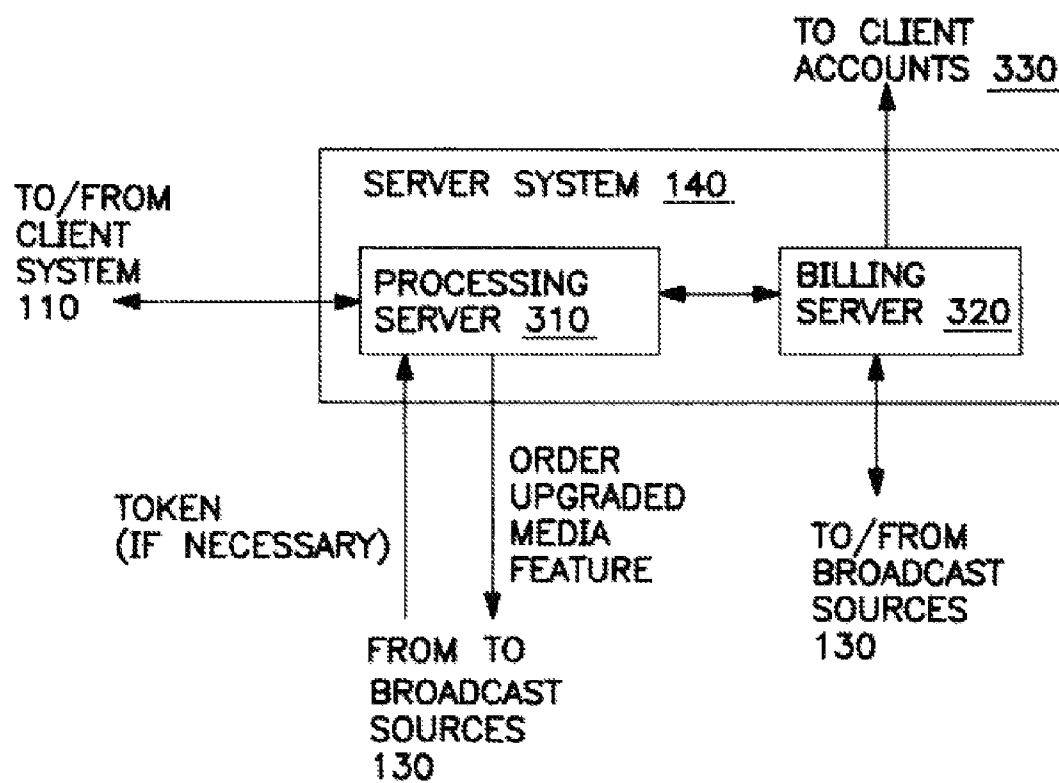 TO CLIENT
ACCOUNTS 330
SERVER SYSTEM 140
TO/FROM
CLIENT
SYSTEM
110
PROCESSING
SERVER 310
BILLING
SERVER 320
TOKEN
(IF NECESSARY)
ORDER
UPGRADED
MEDIA
FEATURE
FROM TO
BROADCAST
SOURCES
130
TO/FROM
BROADCAST
SOURCES
130